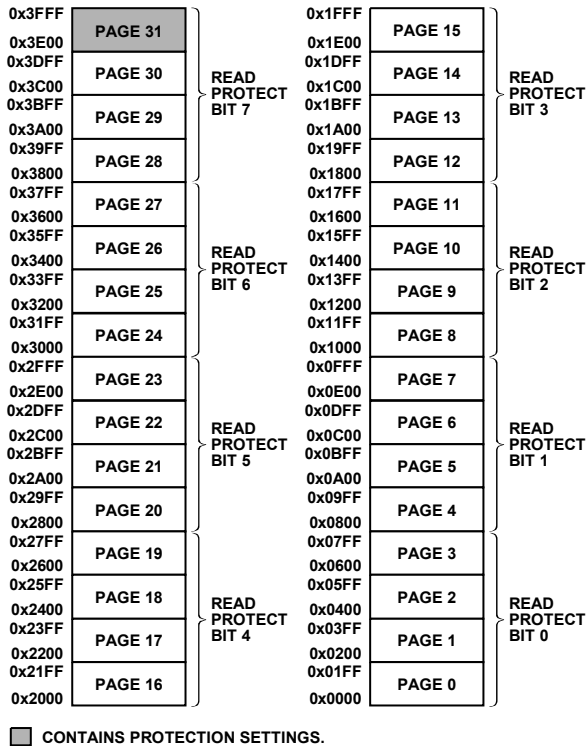 0x3FFF
PAGE 31
0x3E00
0x3DFF
PAGE 30
0x3C00
0x3BFF
PAGE 29
0x3A00
0x39FF
PAGE 28
0x3800
READ
PROTECT
BIT 7
0x37FF
PAGE 27
0x3600
0x35FF
PAGE 26
0x3400
0x33FF
PAGE 25
0x3200
0x31FF
PAGE 24
0x3000
READ
PROTECT
BIT 6
0x2FFF
PAGE 23
0x2E00
0x2DFF
PAGE 22
0x2C00
0x2BFF
PAGE 21
0x2A00
0x29FF
PAGE 20
0x2800
READ
PROTECT
BIT 5
0x27FF
PAGE 19
0x2600
0x25FF
PAGE 18
0x2400
0x23FF
PAGE 17
0x2200
0x21FF
PAGE 16
0x2000
READ
PROTECT
BIT 4
0x1FFF
PAGE 15
0x1E00
0x1DFF
PAGE 14
0x1C00
0x1BFF
PAGE 13
0x1A00
0x19FF
PAGE 12
0x1800
READ
PROTECT
BIT 3
0x17FF
PAGE 11
0x1600
0x15FF
PAGE 10
0x1400
0x13FF
PAGE 9
0x1200
0x11FF
PAGE 8
0x1000
READ
PROTECT
BIT 2
0x0FFF
PAGE 7
0x0E00
0x0DFF
PAGE 6
0x0C00
0x0BFF
PAGE 5
0x0A00
0x09FF
PAGE 4
0x0800
READ
PROTECT
BIT 1
0x07FF
PAGE 3
0x0600
0x05FF
PAGE 2
0x0400
0x03FF
PAGE 1
0x0200
0x01FF
PAGE 0
0x0000
READ
PROTECT
BIT 0
CONTAINS PROTECTION SETTINGS.